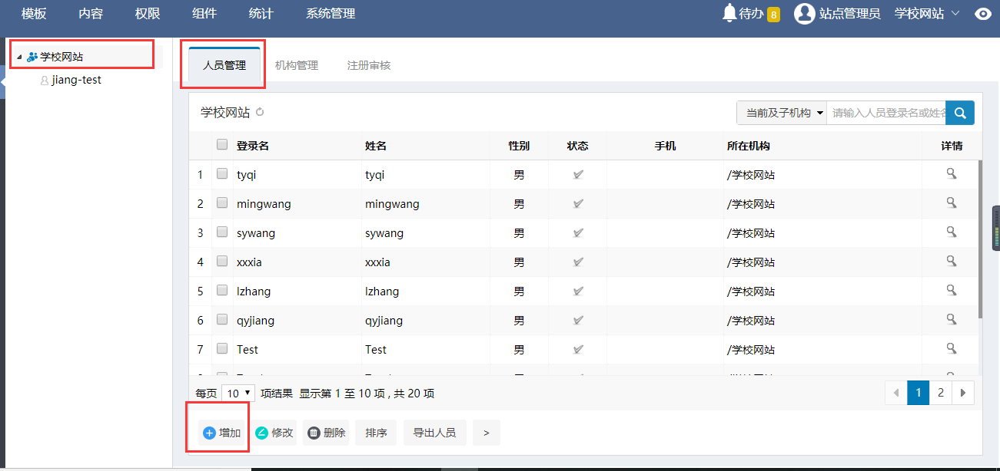 模板 内容 权限 组件 统计 系统管理 待办 8 站点管理员 学校网站
学校网站
jiang-test
人员管理 机构管理 注册审核
学校网站 当前及子机构 请输入人员登录名或姓名
登录名 姓名 性别 状态 手机 所在机构 详情
1 tyqi tyqi 男 /学校网站
2 mingwang mingwang 男 /学校网站
3 sywang sywang 男 /学校网站
4 xxxia xxxia 男 /学校网站
5 lzhang lzhang 男 /学校网站
6 qyjiang qyjiang 男 /学校网站
7 Test Test 男 /学校网站
每页 10 项结果 显示第 1 至 10 项 , 共 20 项 1 2
增加 修改 删除 排序 导出人员 >